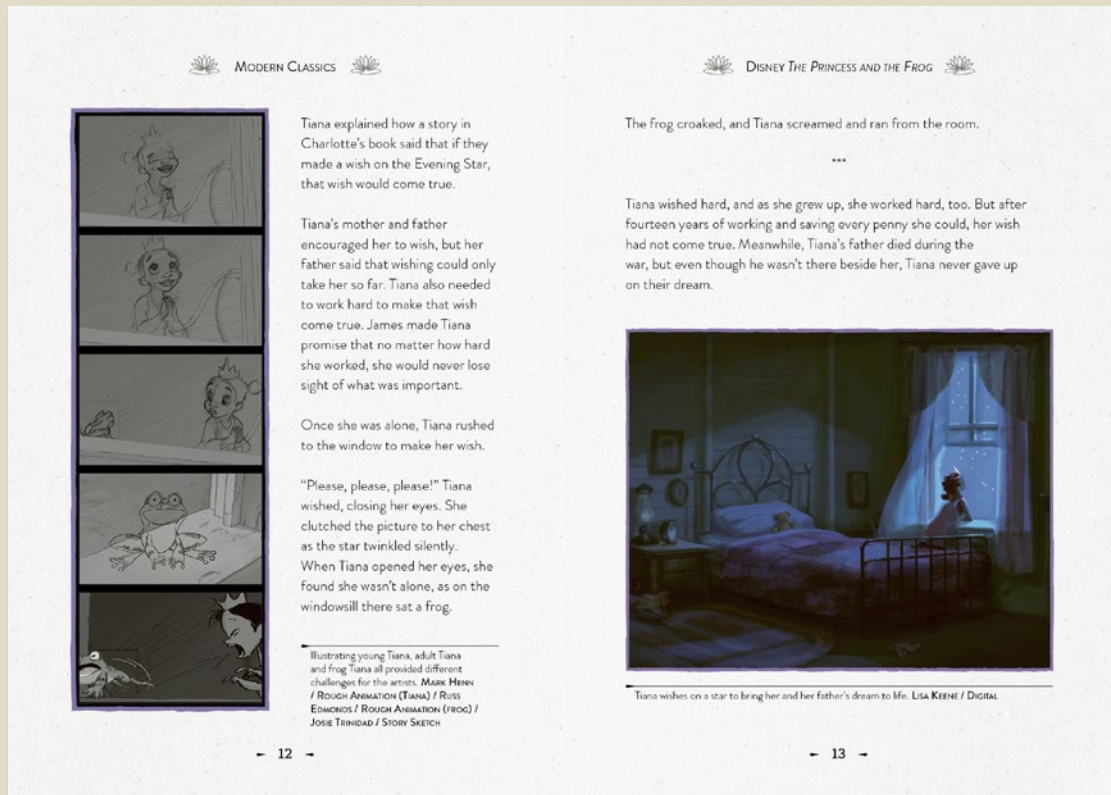 MODERN CLASSICS
Tiana explained how a story in
Charlotte's book said that if they
made a wish on the Evening Star,
that wish would come true.
Tiana's mother and father
encouraged her to wish, but her
father said that wishing could only
take her so far. Tiana also needed
to work hard to make that wish
come true. James made Tiana
promise that no matter how hard
she worked, she would never lose
sight of what was important.
Once she was alone, Tiana rushed
to the window to make her wish.
“Please, please, please!” Tiana
wished, closing her eyes. She
clutched the picture to her chest
as the star twinkled silently.
When Tiana opened her eyes, she
found she wasn't alone, as on the
windowsill there sat a frog.
Illustrating young Tiana, adult Tiana
and frog Tiana all provided different
challenges for the artists. MARK HENN
/ ROUGH ANIMATION (TIANA) / RUSS
EDMONDS / ROUGH ANIMATION (FROG) /
JOSIE TRINIDAD / STORY SKETCH
12
DISNEY THE PRINCESS AND THE FROG
The frog croaked, and Tiana screamed and ran from the room.
***
Tiana wished hard, and as she grew up, she worked hard, too. But after
fourteen years of working and saving every penny she could, her wish
had not come true. Meanwhile, Tiana's father died during the
war, but even though he wasn't there beside her, Tiana never gave up
on their dream.
Tiana wishes on a star to bring her and her father's dream to life. LISA KEENE / DIGITAL
13